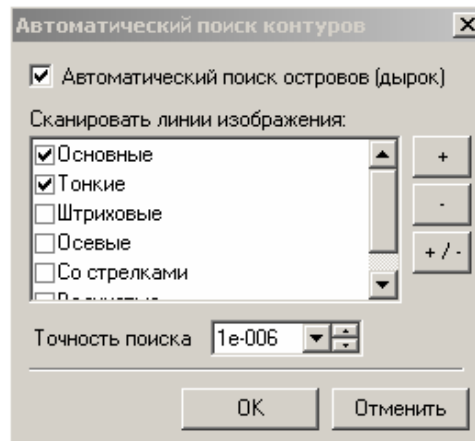 Автоматический поиск контуров
Автоматический поиск островов (дырок)
Сканировать линии изображения:
Основные
+
Тонкие
Штриховые
-
Осевые
+ / -
Со стрелками
Точность поиска 1e-006
OK Отменить